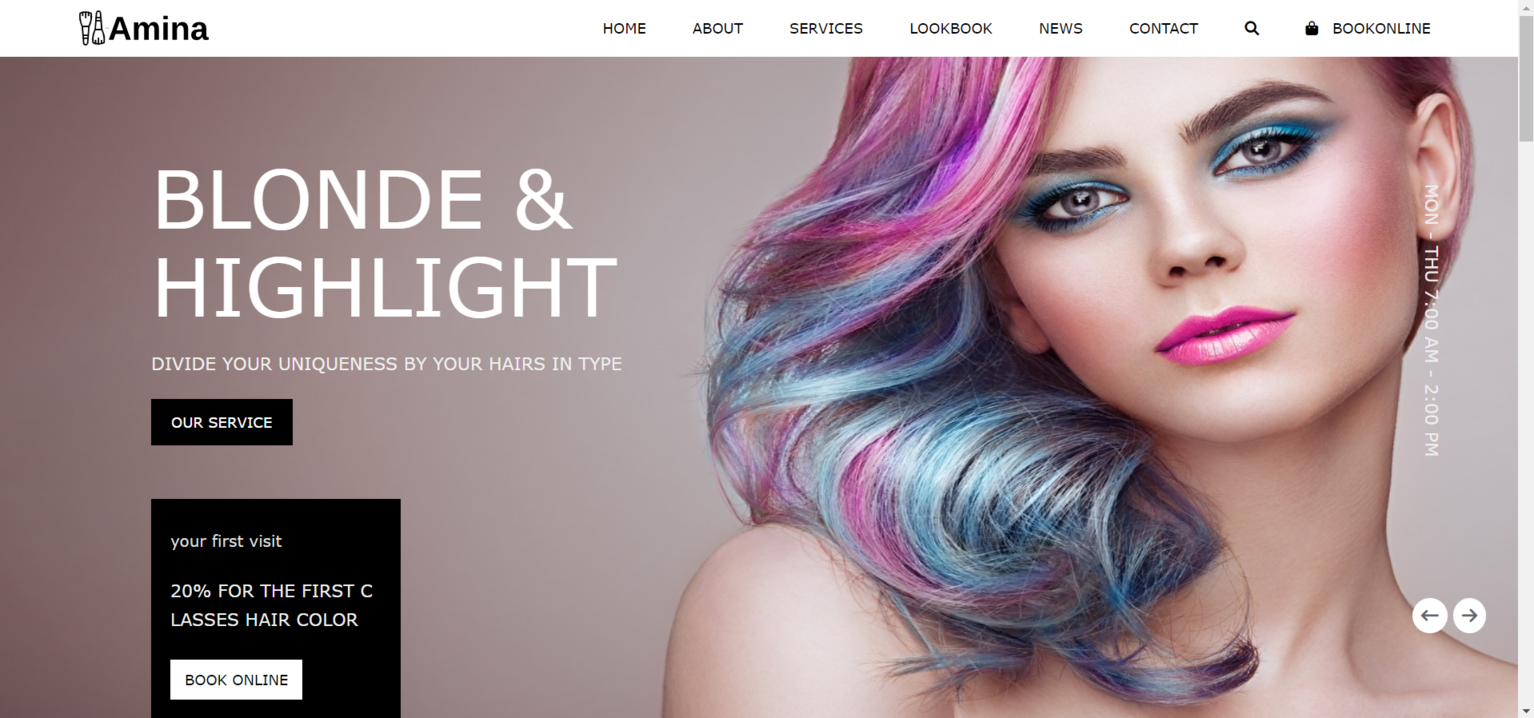 Amina
HOME ABOUT SERVICES LOOKBOOK NEWS CONTACT BOOKONLINE
BLONDE &
HIGHLIGHT
DIVIDE YOUR UNIQUENESS BY YOUR HAIRS IN TYPE
OUR SERVICE
your first visit
20% FOR THE FIRST C
LASSES HAIR COLOR
BOOK ONLINE
MON - THU 7:00 AM - 2:00 PM